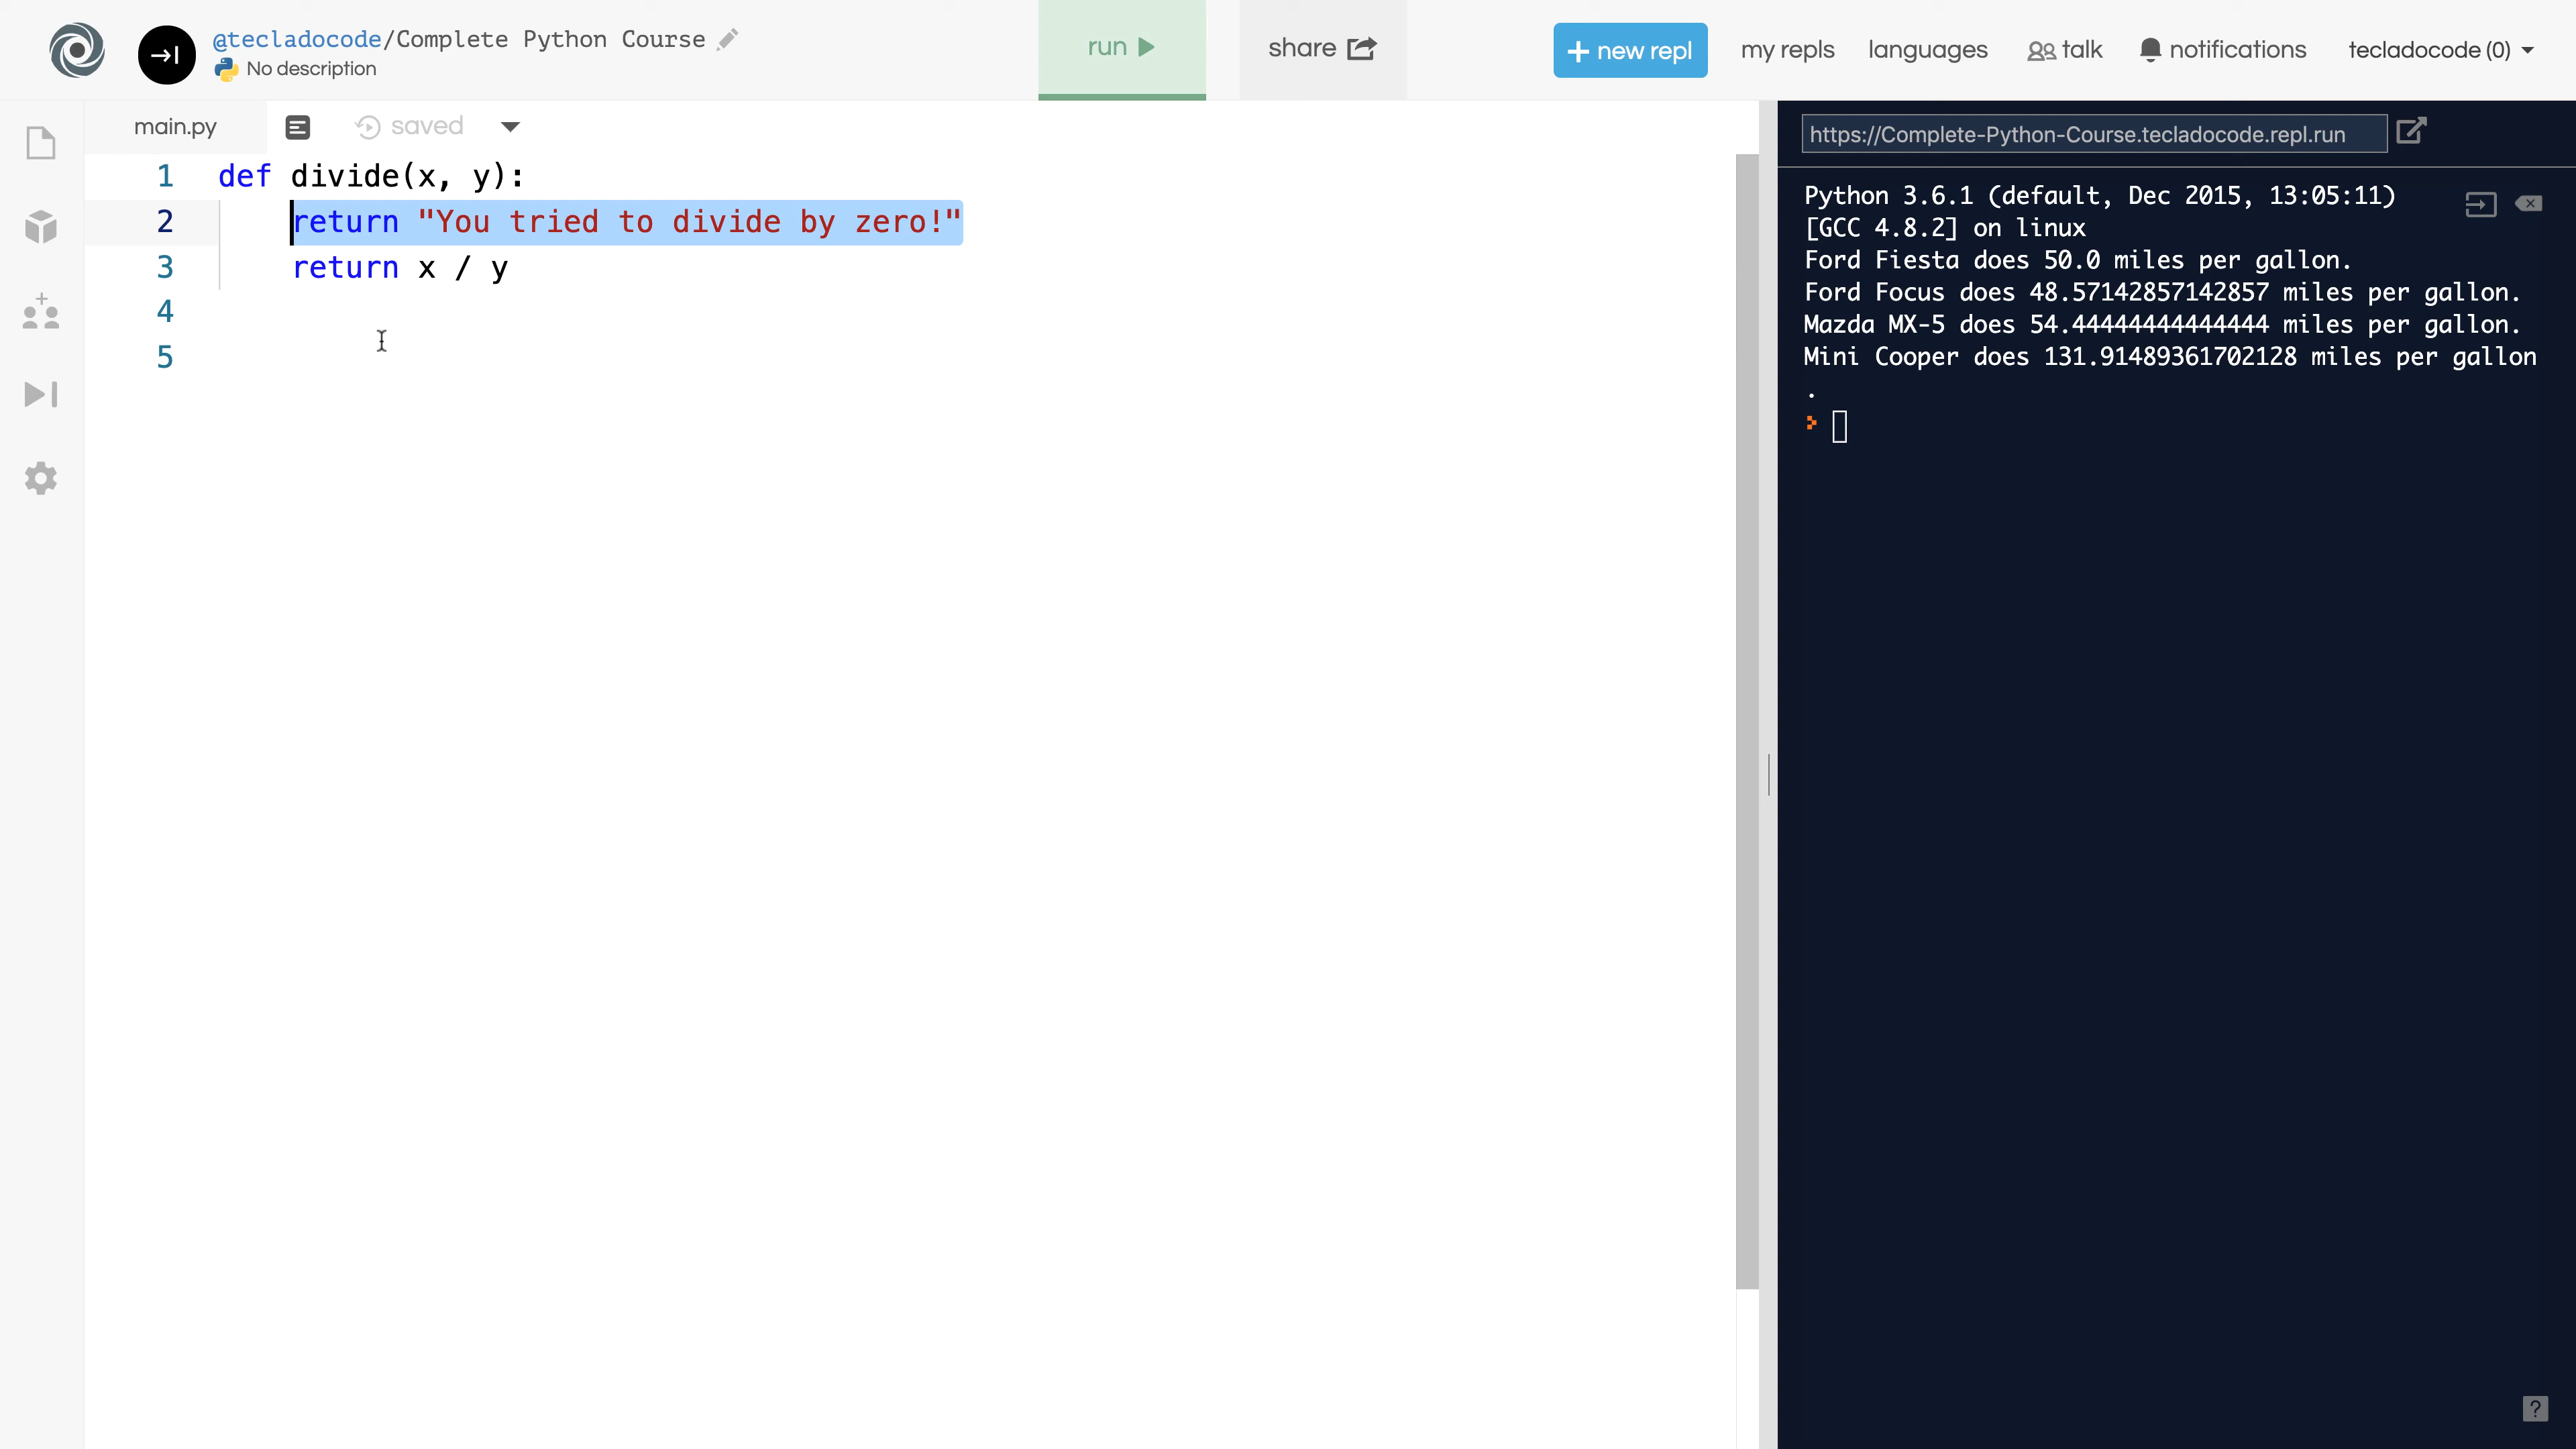 @tecladocode/Complete Python Course
No description
run
share
+ new repl
my repls
languages
talk
notifications
tecladocode (0)
main.py
saved
1 def divide(x, y):
2 return "You tried to divide by zero!"
3 return x / y
4
5
https://Complete-Python-Course.tecladocode.repl.run
Python 3.6.1 (default, Dec 2015, 13:05:11)
[GCC 4.8.2] on linux
Ford Fiesta does 50.0 miles per gallon.
Ford Focus does 48.57142857142857 miles per gallon.
Mazda MX-5 does 54.44444444444444 miles per gallon.
Mini Cooper does 131.91489361702128 miles per gallon
.
?